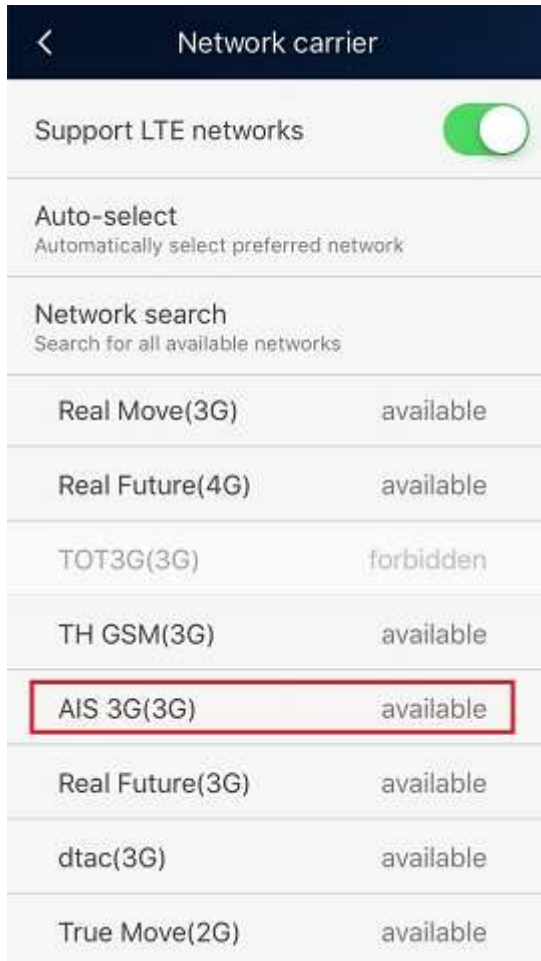 Network carrier
Support LTE networks
Auto-select
Automatically select preferred network
Network search
Search for all available networks
Real Move(3G) available
Real Future(4G) available
TOT3G(3G) forbidden
TH GSM(3G) available
AIS 3G(3G) available
Real Future(3G) available
dtac(3G) available
True Move(2G) available